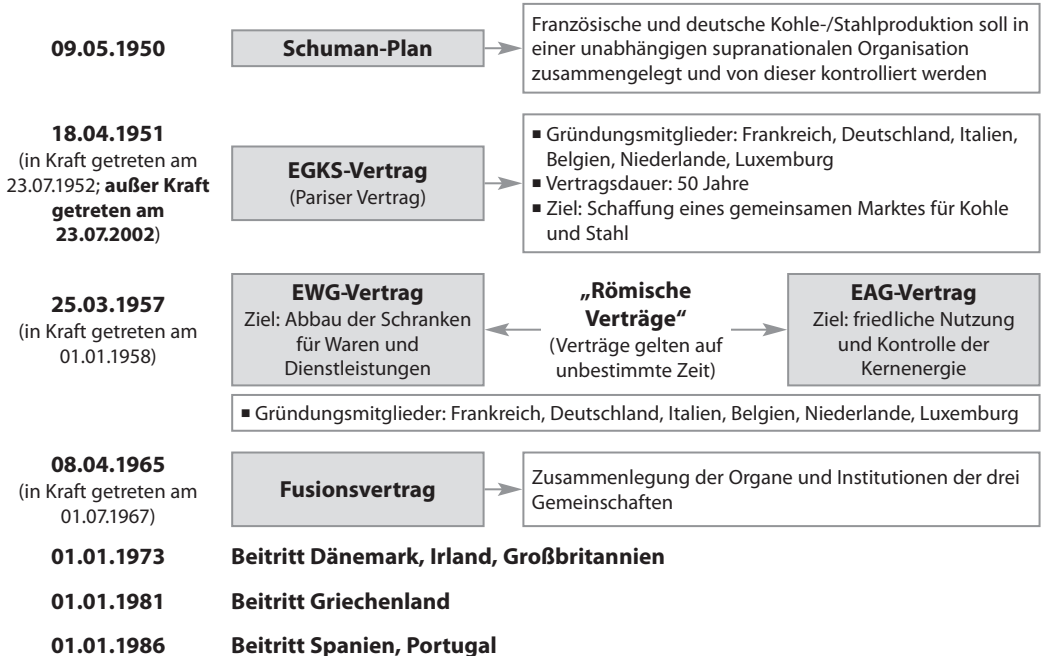 09.05.1950
Schuman-Plan
Französische und deutsche Kohle-/Stahlproduktion soll in
einer unabhängigen supranationalen Organisation
zusammengelegt und von dieser kontrolliert werden
18.04.1951
(in Kraft getreten am
23.07.1952; außer Kraft
getreten am
23.07.2002)
EGKS-Vertrag
(Pariser Vertrag)
▪ Gründungsmitglieder: Frankreich, Deutschland, Italien,
Belgien, Niederlande, Luxemburg
▪ Vertragsdauer: 50 Jahre
▪ Ziel: Schaffung eines gemeinsamen Marktes für Kohle
und Stahl
25.03.1957
(in Kraft getreten am
01.01.1958)
EWG-Vertrag
Ziel: Abbau der Schranken
für Waren und
Dienstleistungen
„Römische
Verträge“
(Verträge gelten auf
unbestimmte Zeit)
EAG-Vertrag
Ziel: friedliche Nutzung
und Kontrolle der
Kernenergie
▪ Gründungsmitglieder: Frankreich, Deutschland, Italien, Belgien, Niederlande, Luxemburg
08.04.1965
(in Kraft getreten am
01.07.1967)
Fusionsvertrag
Zusammenlegung der Organe und Institutionen der drei
Gemeinschaften
01.01.1973 Beitritt Dänemark, Irland, Großbritannien
01.01.1981 Beitritt Griechenland
01.01.1986 Beitritt Spanien, Portugal